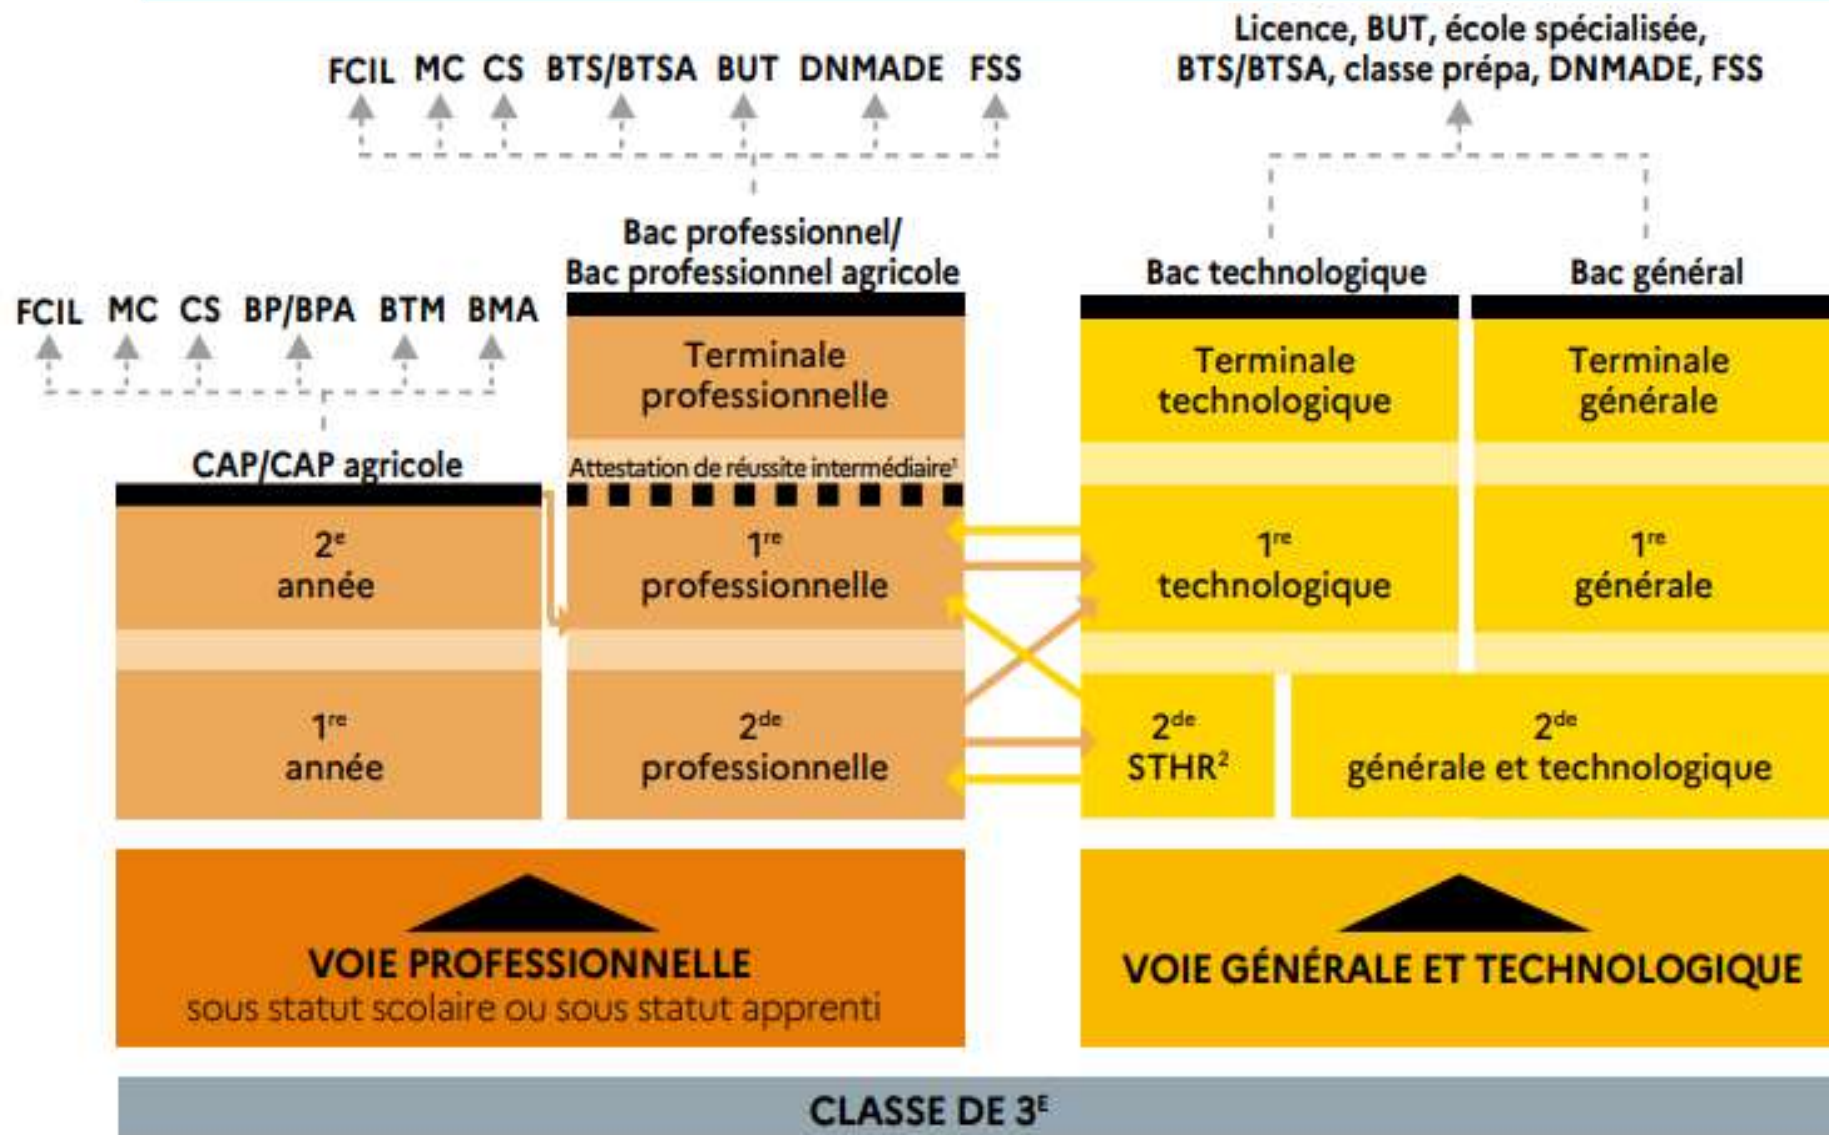 Licence, BUT, école spécialisée,
BTS/BTSA, classe prépa, DNMADE, FSS
FCIL MC CS BTS/BTSA BUT DNMADE FSS
Bac professionnel/
Bac professionnel agricole
Bac technologique
Bac général
FCIL MC CS BP/BPA BTM BMA
Terminale
professionnelle
Terminale
technologique
Terminale
générale
CAP/CAP agricole
Attestation de réussite intermédiaire¹
2e
année
1re
professionnelle
1re
technologique
1re
générale
1re
année
2de
professionnelle
2de
STHR²
2de
générale et technologique
VOIE PROFESSIONNELLE
sous statut scolaire ou sous statut apprenti
VOIE GÉNÉRALE ET TECHNOLOGIQUE
CLASSE DE 3E